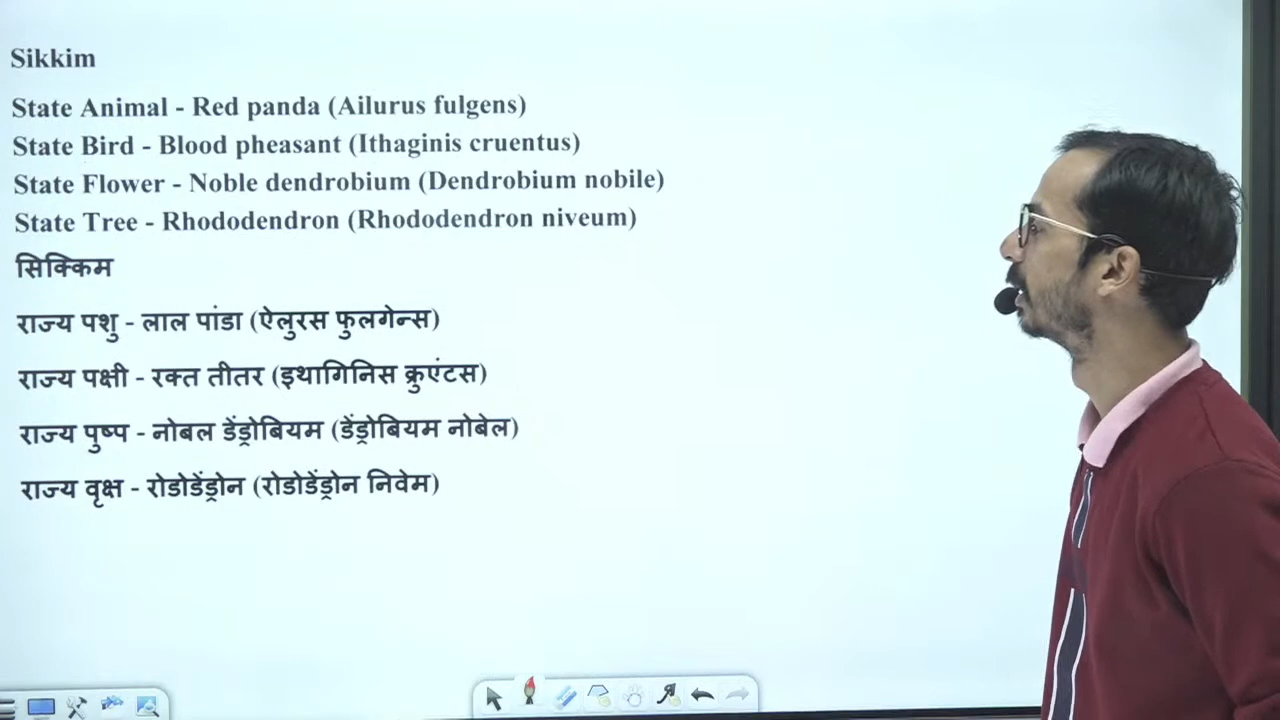 Sikkim
State Animal - Red panda (Ailurus fulgens)
State Bird - Blood pheasant (Ithaginis cruentus)
State Flower - Noble dendrobium (Dendrobium nobile)
State Tree - Rhododendron (Rhododendron niveum)
सिक्किम
राज्य पशु - लाल पांडा (ऐलुरस फुलगेन्स)
राज्य पक्षी - रक्त तीतर (इथागिनिस क्रुएंटस)
राज्य पुष्प - नोबल डेंड्रोबियम (डेंड्रोबियम नोबेल)
राज्य वृक्ष - रोडोडेंड्रोन (रोडोडेंड्रोन निवेम)